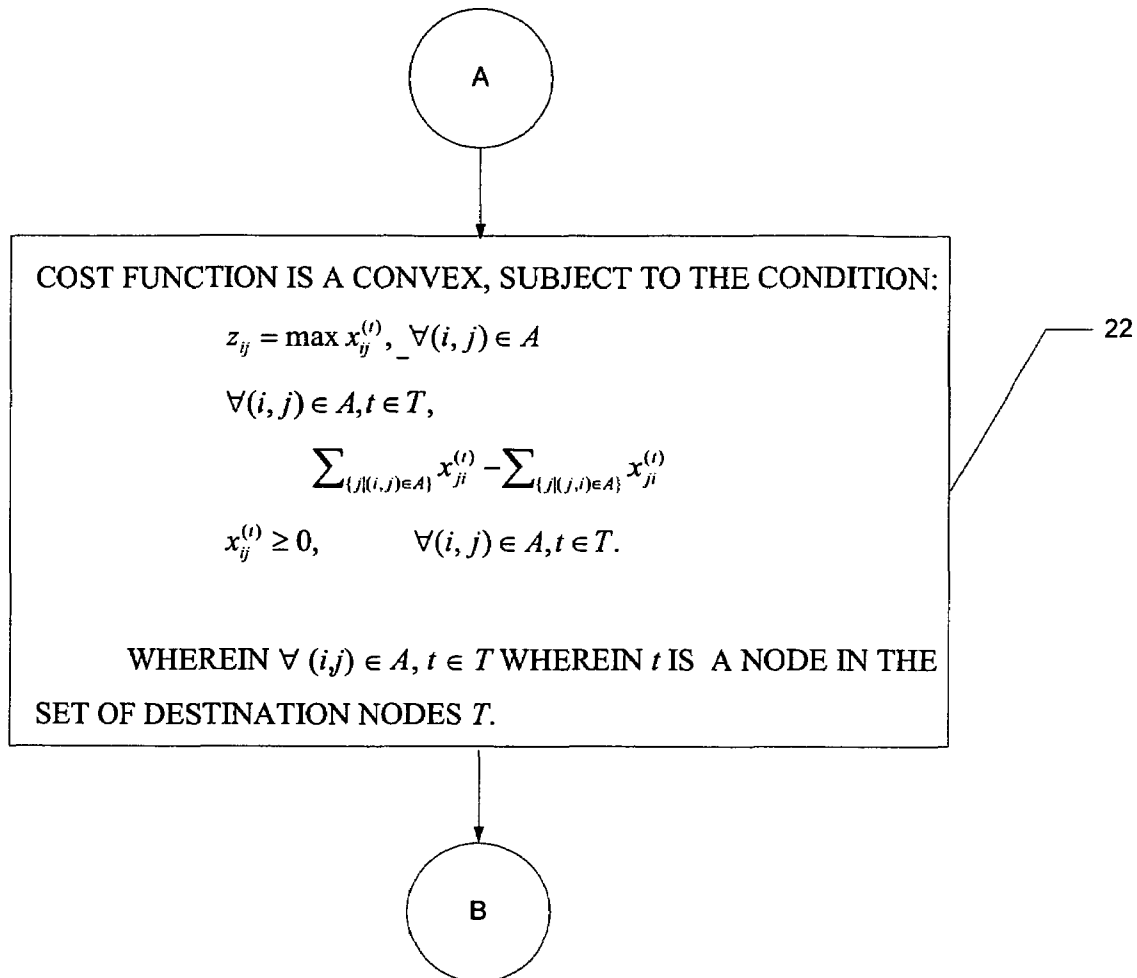 A
COST FUNCTION IS A CONVEX, SUBJECT TO THE CONDITION:
z_{ij} = max x_{ij}^{(t)}, _∀(i, j) ∈ A
∀(i, j) ∈ A, t ∈ T,
∑_{\{j|(i,j)∈A\}} x_{ji}^{(t)} − ∑_{\{j|(j,i)∈A\}} x_{ji}^{(t)}
x_{ij}^{(t)} ≥ 0, ∀(i, j) ∈ A, t ∈ T.
WHEREIN ∀ (i,j) ∈ A, t ∈ T WHEREIN t IS A NODE IN THE
SET OF DESTINATION NODES T.
22
B